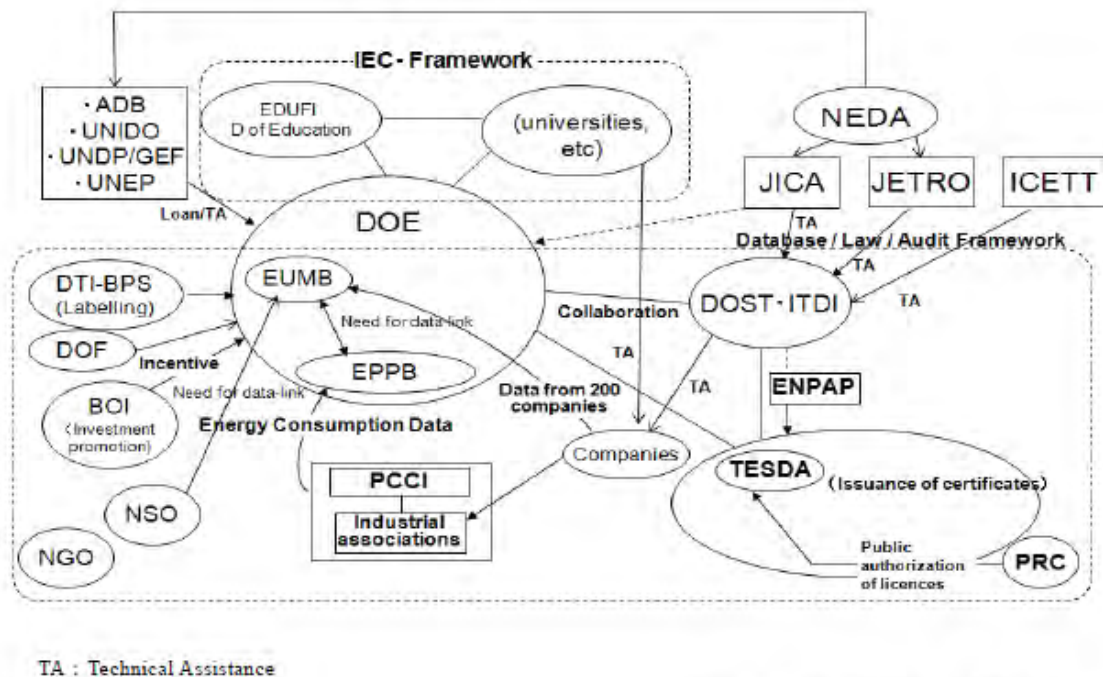 IEC - Framework
・ADB
・UNIDO
・UNDP/GEF
・UNEP
EDUFI
D of Education
(universities,
etc)
NEDA
JICA
JETRO
ICETT
Loan/TA
DOE
TA
Database / Law / Audit Framework
DTI-BPS
(Labelling)
EUMB
TA
DOST・ITDI
TA
Need for data-link
Collaboration
DOF
Incentive
EPPB
TA
TA
ENPAP
BOI
(Investment
promotion)
Need for data-link
Data from 200
companies
Energy Consumption Data
Companies
PCCI
TESDA
(Issuance of certificates)
NSO
Industrial
associations
NGO
Public
authorization
of licences
PRC
TA : Technical Assistance